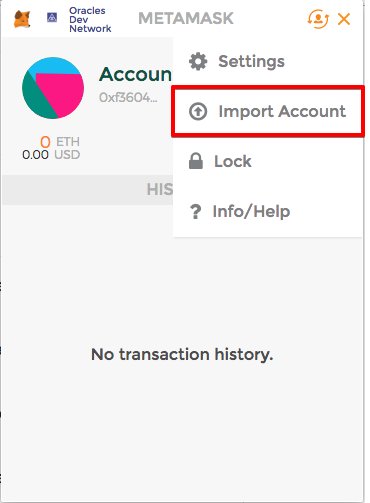 Oracles
Dev
Network
METAMASK
Accoun
0xf3604...
0 ETH
0.00 USD
HIS
Settings
Import Account
Lock
? Info/Help
No transaction history.